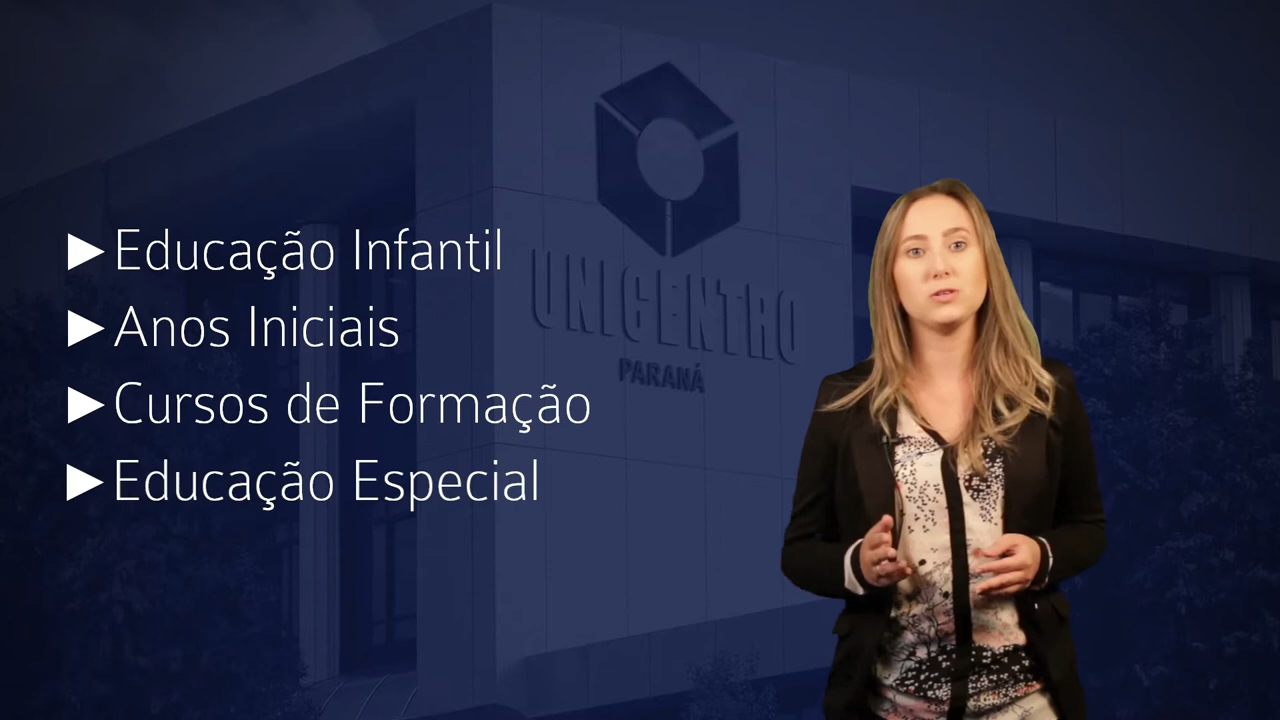 UNICENTRO
PARANÁ
►Educação Infantil
►Anos Iniciais
►Cursos de Formação
►Educação Especial